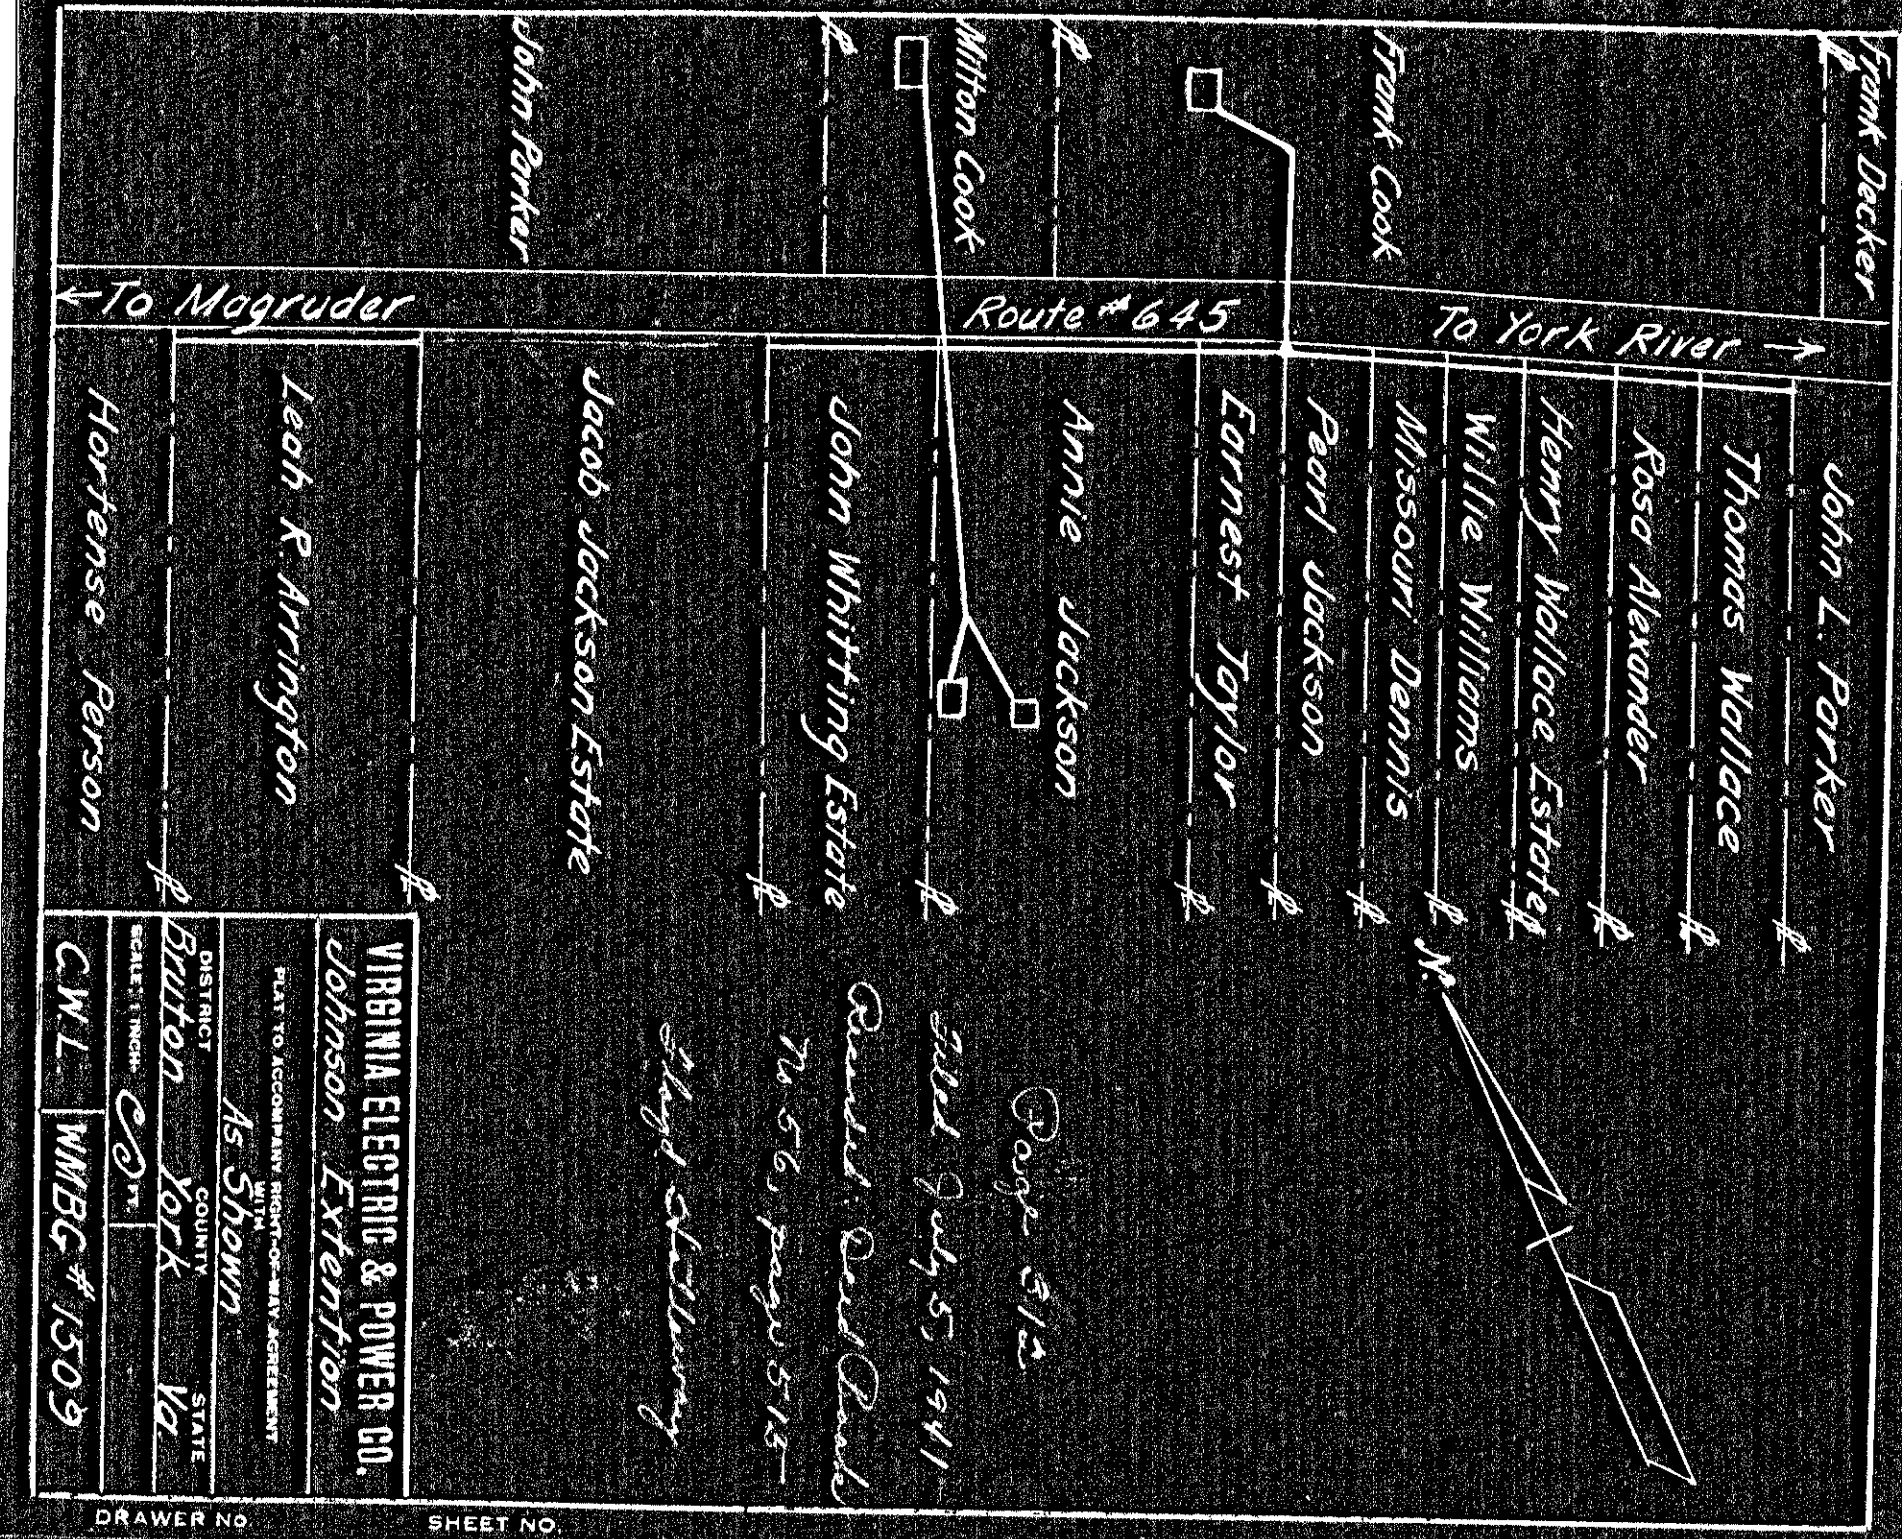 Frank Decker
℄
Frank Cook
℄
Milton Cook
℄
John Parker
← To Magruder
Route # 645
To York River →
John L. Parker
℄
Thomas Wallace
℄
Rosa Alexander
℄
Henry Wallace Estate
℄
Willie Williams
℄
Missouri Dennis
℄
Pearl Jackson
℄
Earnest Taylor
℄
Annie Jackson
℄
John Whitting Estate
℄
Jacob Jackson Estate
℄
Leah R. Arrington
℄
Hortense Person
N.
Page 512
Filed July 5, 1941
Recorded: Deed Book
No 56, page 515
Floyd
VIRGINIA ELECTRIC & POWER CO.
Johnson Extention
PLAT TO ACCOMPANY RIGHT-OF-WAY AGREEMENT
WITH
As Shown
DISTRICT COUNTY STATE
Bruton York Va.
SCALE: 1 INCH= FT.
C.W.L. WMBG # 1509
DRAWER NO
SHEET NO.